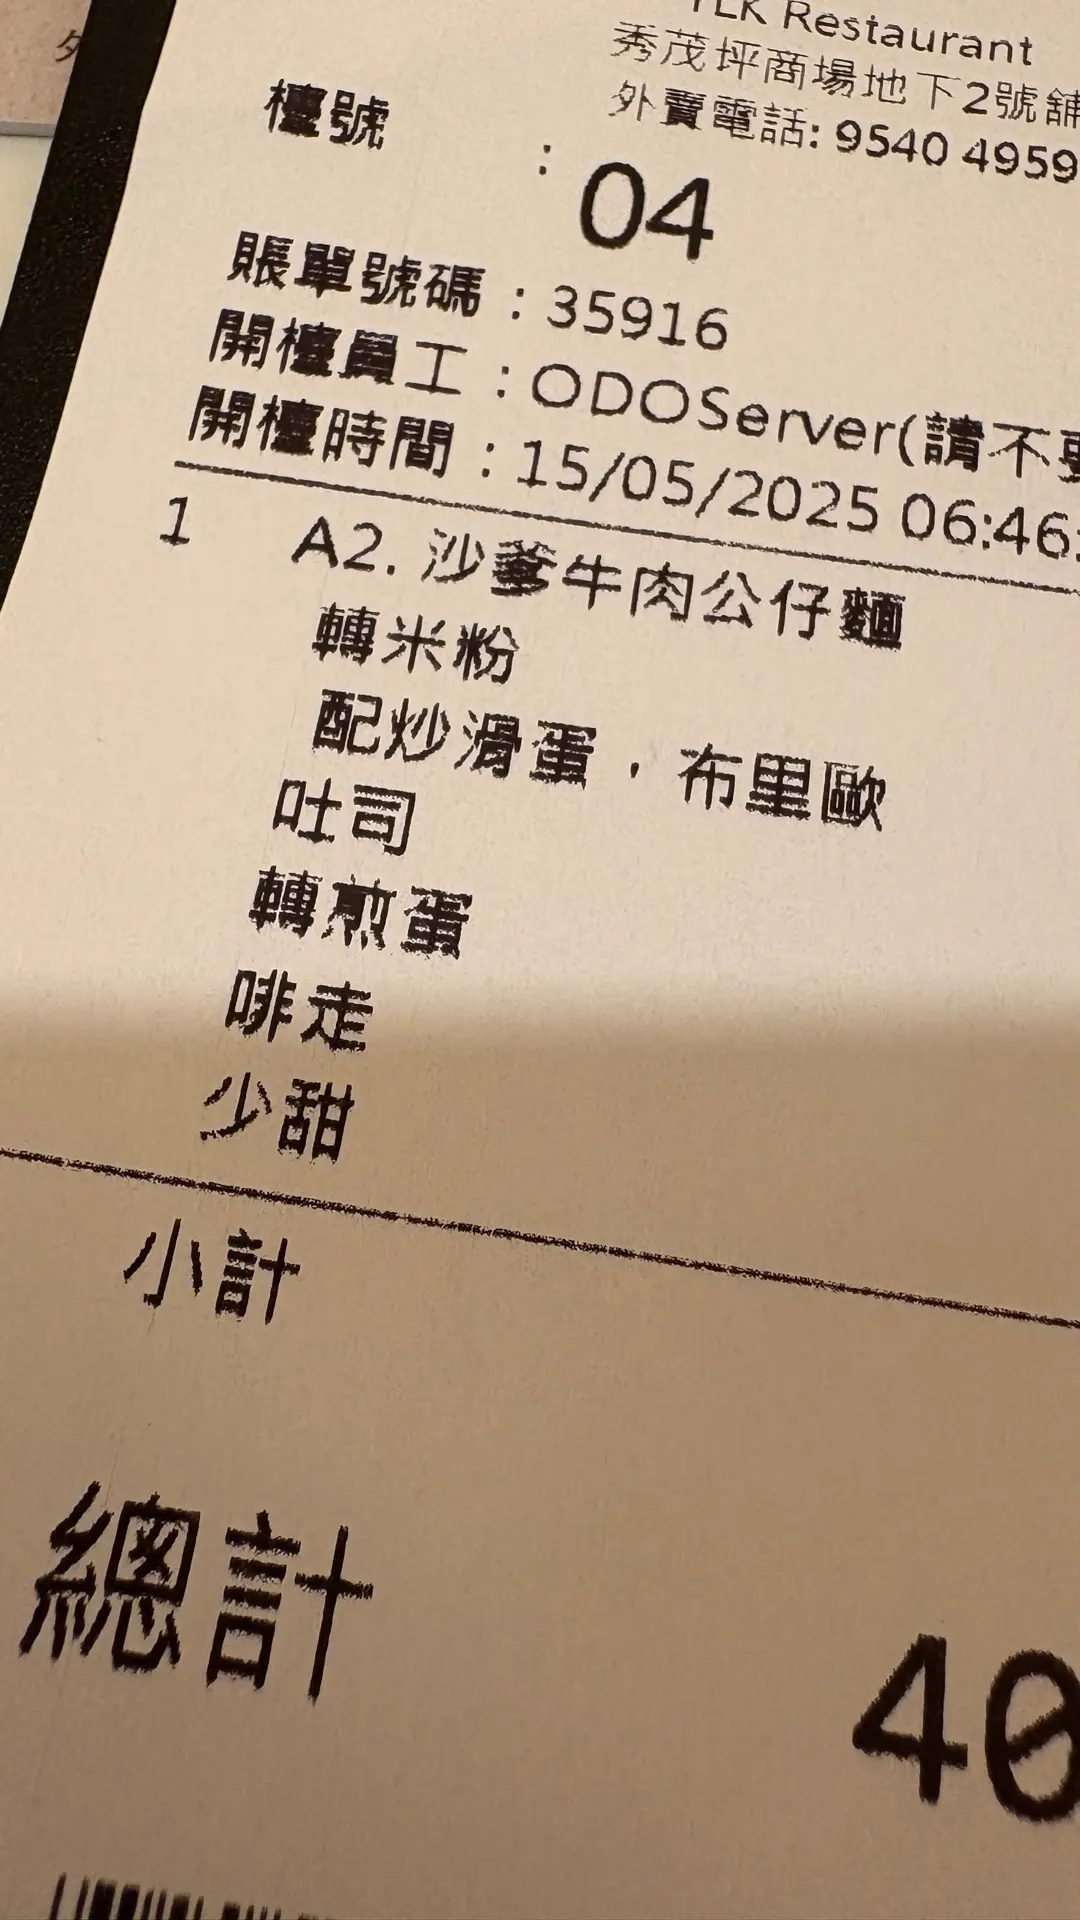 YLK Restaurant
秀茂坪商場地下2號舖
外賣電話: 9540 4959
檯號 : 04
賬單號碼 : 35916
開檯員工 : ODOServer(請不要
開檯時間 : 15/05/2025 06:46:
1 A2. 沙爹牛肉公仔麵
轉米粉
配炒滑蛋，布里歐
吐司
轉煎蛋
啡走
少甜
小計
總計
40